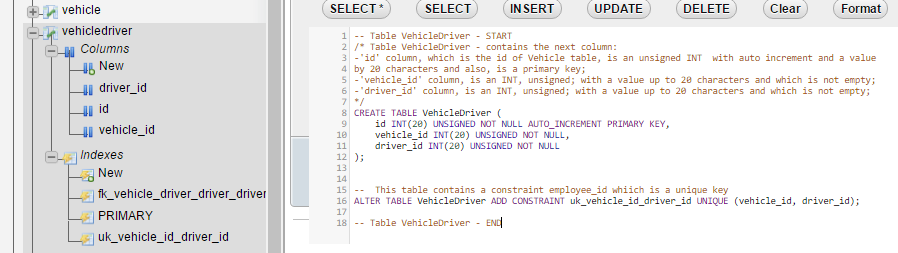 vehicle
vehicledriver
Columns
New
driver_id
id
vehicle_id
Indexes
New
fk_vehicle_driver_driver_driver
PRIMARY
uk_vehicle_id_driver_id
SELECT * SELECT INSERT UPDATE DELETE Clear Format
1 -- Table VehicleDriver - START
2 /* Table VehicleDriver - contains the next column:
3 -'id' column, which is the id of Vehicle table, is an unsigned INT  with auto increment and a value
4 by 20 characters and also, is a primary key;
5 -'vehicle_id' column, is an INT, unsigned; with a value up to 20 characters and which is not empty;
6 -'driver_id' column, is an INT, unsigned; with a value up to 20 characters and which is not empty;
7 */
8 CREATE TABLE VehicleDriver (
9 id INT(20) UNSIGNED NOT NULL AUTO_INCREMENT PRIMARY KEY,
10 vehicle_id INT(20) UNSIGNED NOT NULL,
11 driver_id INT(20) UNSIGNED NOT NULL
12 );
13
14
15 --  This table contains a constraint employee_id whiich is a unique key
16 ALTER TABLE VehicleDriver ADD CONSTRAINT uk_vehicle_id_driver_id UNIQUE (vehicle_id, driver_id);
17
18 -- Table VehicleDriver - END